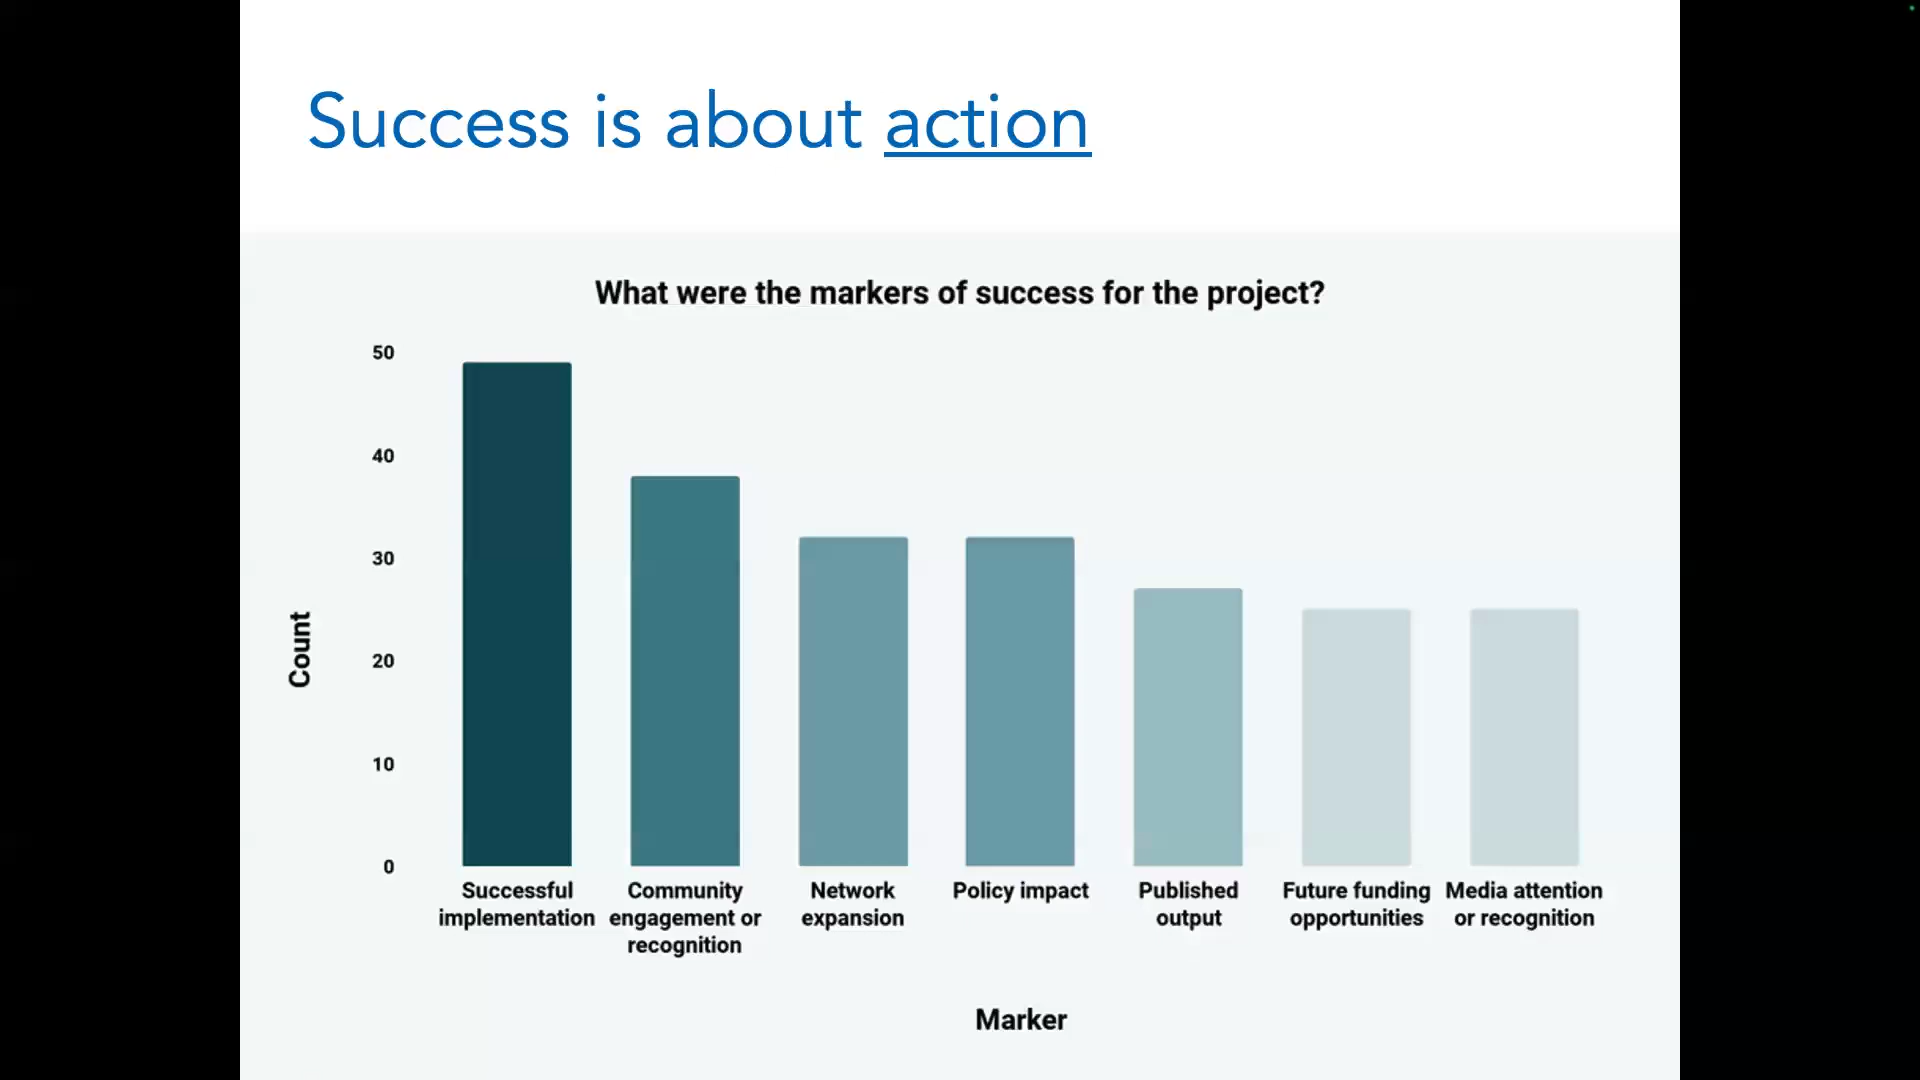 Success is about action
What were the markers of success for the project?
50
40
30
20
10
0
Count
Successful
implementation
Community
engagement or
recognition
Network
expansion
Policy impact
Published
output
Future funding
opportunities
Media attention
or recognition
Marker